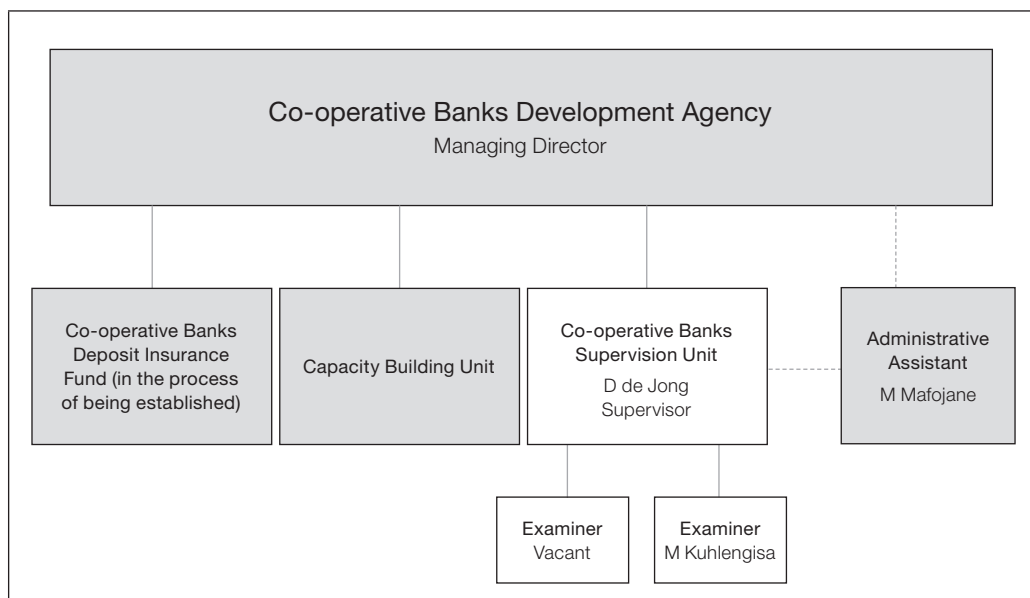 Co-operative Banks Development Agency
Managing Director
Co-operative Banks
Deposit Insurance
Fund (in the process
of being established)
Capacity Building Unit
Co-operative Banks
Supervision Unit
D de Jong
Supervisor
Administrative
Assistant
M Mafojane
Examiner
Vacant
Examiner
M Kuhlengisa